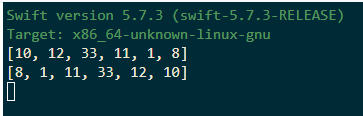 Swift version 5.7.3 (swift-5.7.3-RELEASE)
Target: x86_64-unknown-linux-gnu
[10, 12, 33, 11, 1, 8]
[8, 1, 11, 33, 12, 10]